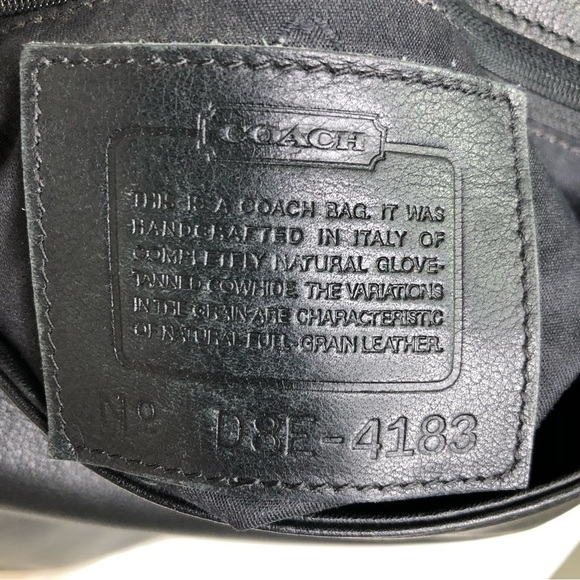 COACH
THIS IS A COACH BAG. IT WAS
HANDCRAFTED IN ITALY OF
COMPLETELY NATURAL GLOVE-
TANNED COWHIDE. THE VARIATIONS
IN THE GRAIN ARE CHARACTERISTIC
OF NATURAL FULL-GRAIN LEATHER.
No D8E-4183